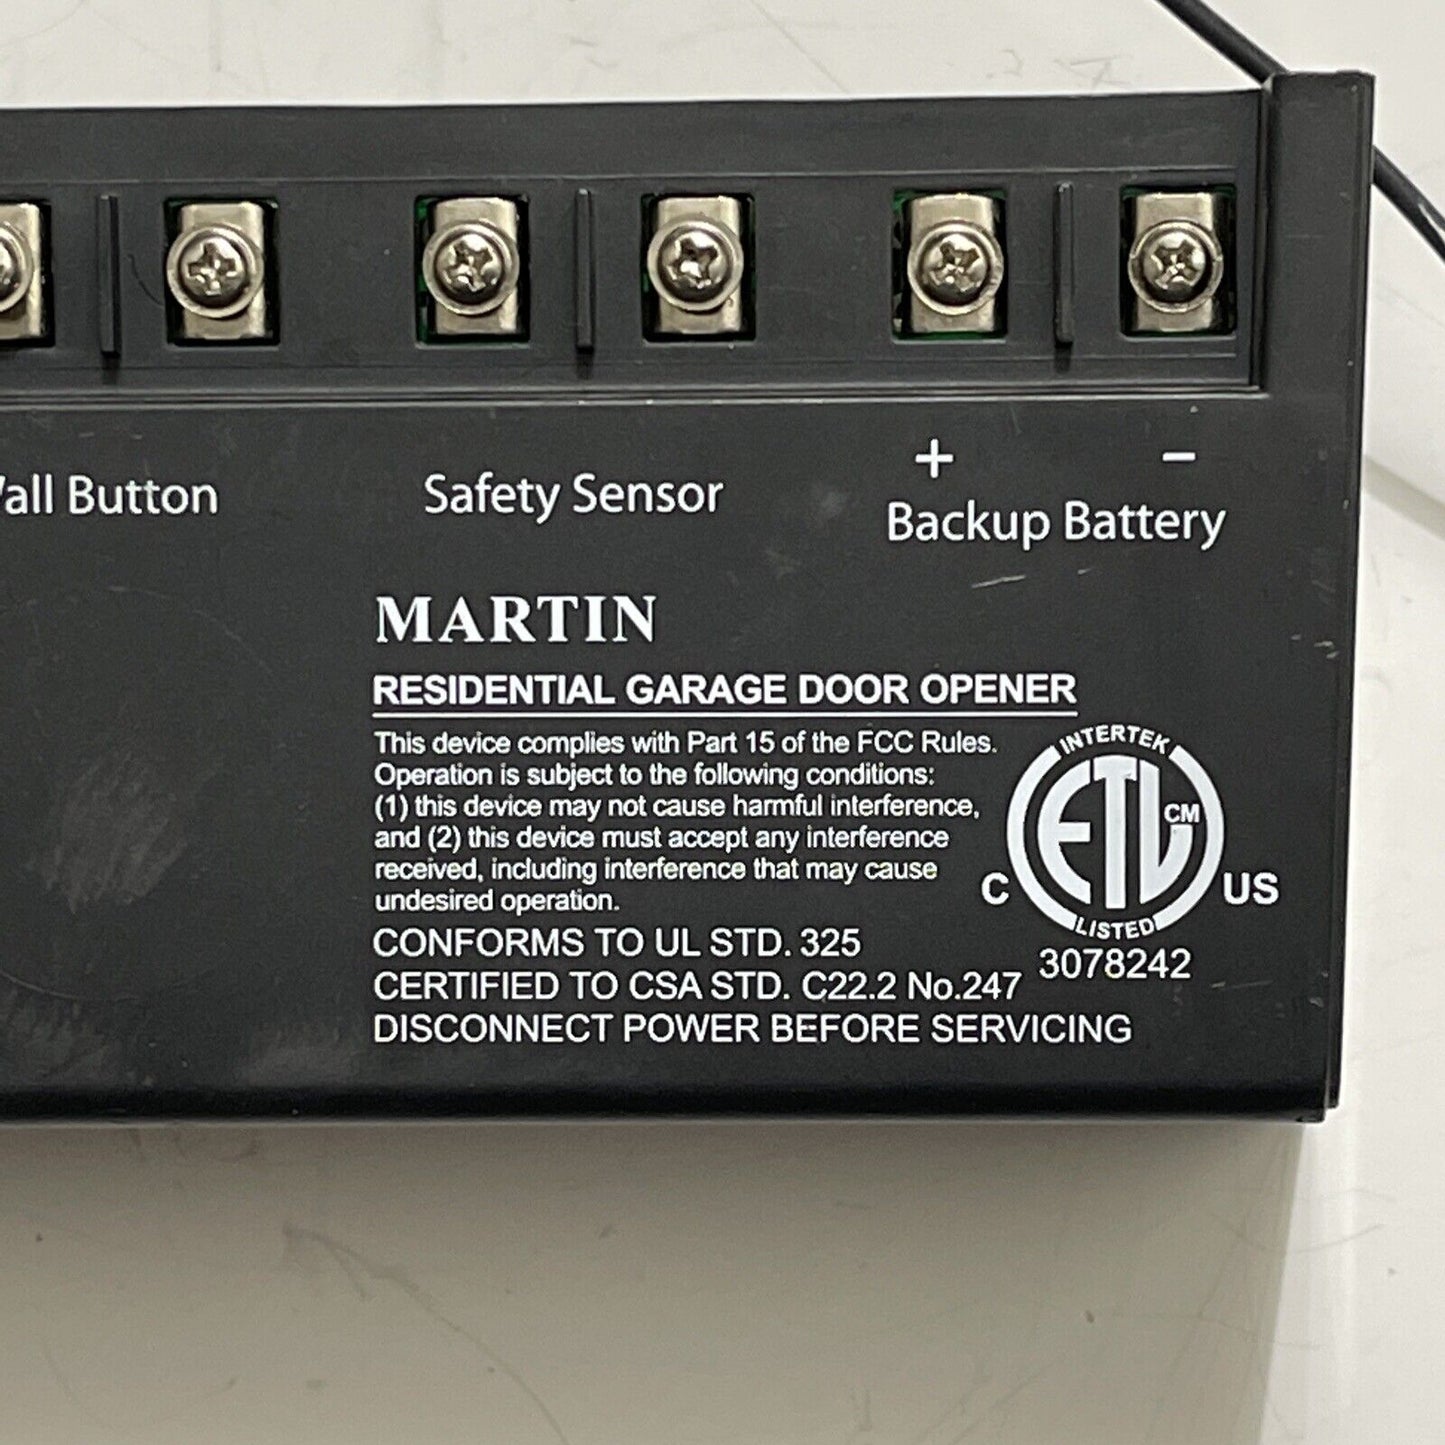 Wall Button
Safety Sensor
+ −
Backup Battery
MARTIN
RESIDENTIAL GARAGE DOOR OPENER
This device complies with Part 15 of the FCC Rules.
Operation is subject to the following conditions:
(1) this device may not cause harmful interference,
and (2) this device must accept any interference
received, including interference that may cause
undesired operation.
CONFORMS TO UL STD. 325
CERTIFIED TO CSA STD. C22.2 No.247
DISCONNECT POWER BEFORE SERVICING
INTERTEK
ETL CM
C US
LISTED
3078242